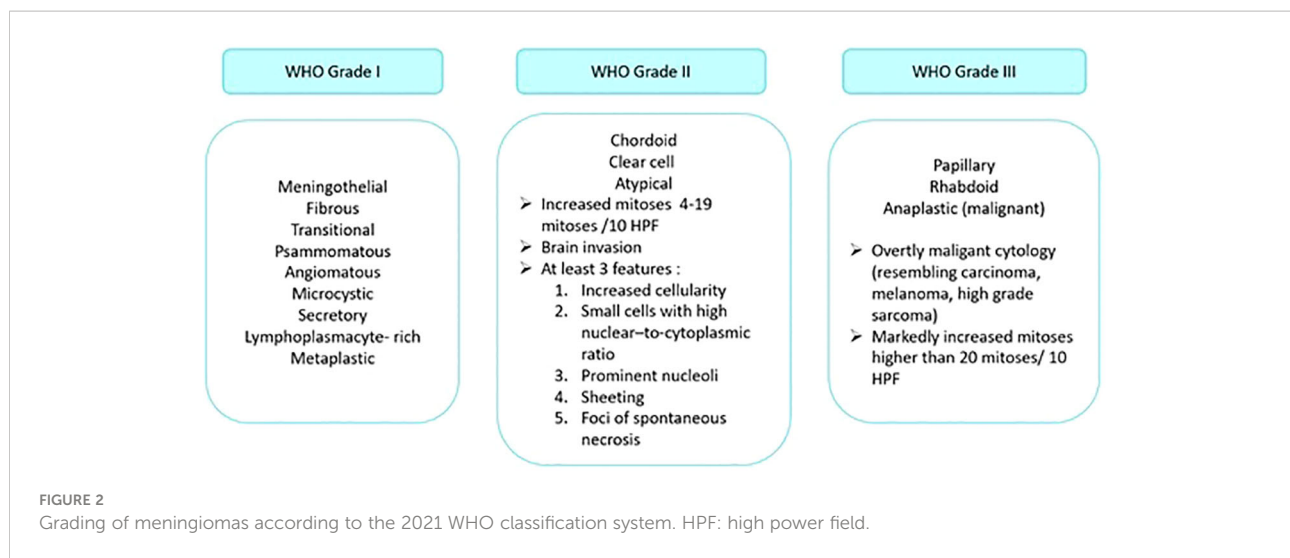 WHO Grade I
Meningothelial
Fibrous
Transitional
Psammomatous
Angiomatous
Microcystic
Secretory
Lymphoplasmacyte- rich
Metaplastic
WHO Grade II
Chordoid
Clear cell
Atypical
➢ Increased mitoses 4-19
mitoses /10 HPF
➢ Brain invasion
➢ At least 3 features :
1. Increased cellularity
2. Small cells with high
nuclear–to-cytoplasmic
ratio
3. Prominent nucleoli
4. Sheeting
5. Foci of spontaneous
necrosis
WHO Grade III
Papillary
Rhabdoid
Anaplastic (malignant)
➢ Overtly maligant cytology
(resembling carcinoma,
melanoma, high grade
sarcoma)
➢ Markedly increased mitoses
higher than 20 mitoses/ 10
HPF
FIGURE 2
Grading of meningiomas according to the 2021 WHO classification system. HPF: high power field.